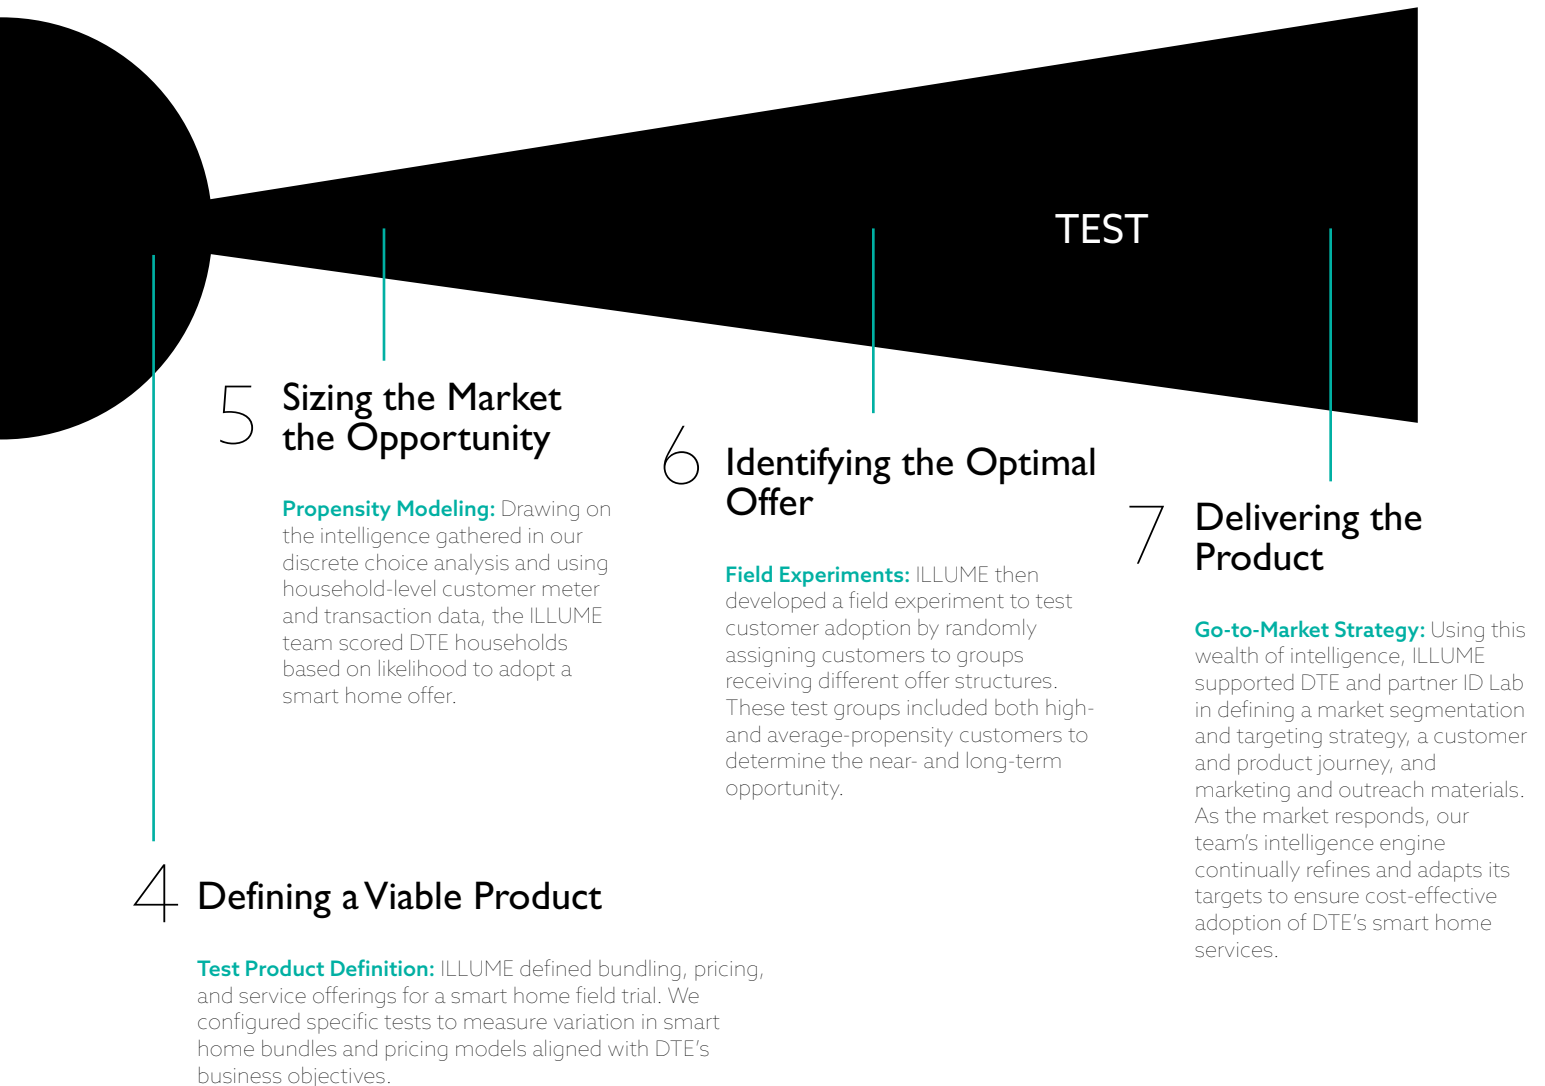 TEST
5
Sizing the Market
the Opportunity
Propensity Modeling: Drawing on
the intelligence gathered in our
discrete choice analysis and using
household-level customer meter
and transaction data, the ILLUME
team scored DTE households
based on likelihood to adopt a
smart home offer.
6
Identifying the Optimal
Offer
Field Experiments: ILLUME then
developed a field experiment to test
customer adoption by randomly
assigning customers to groups
receiving different offer structures.
These test groups included both high-
and average-propensity customers to
determine the near- and long-term
opportunity.
7
Delivering the
Product
Go-to-Market Strategy: Using this
wealth of intelligence, ILLUME
supported DTE and partner ID Lab
in defining a market segmentation
and targeting strategy, a customer
and product journey, and
marketing and outreach materials.
As the market responds, our
team's intelligence engine
continually refines and adapts its
targets to ensure cost-effective
adoption of DTE's smart home
services.
4
Defining a Viable Product
Test Product Definition: ILLUME defined bundling, pricing,
and service offerings for a smart home field trial. We
configured specific tests to measure variation in smart
home bundles and pricing models aligned with DTE's
business objectives.